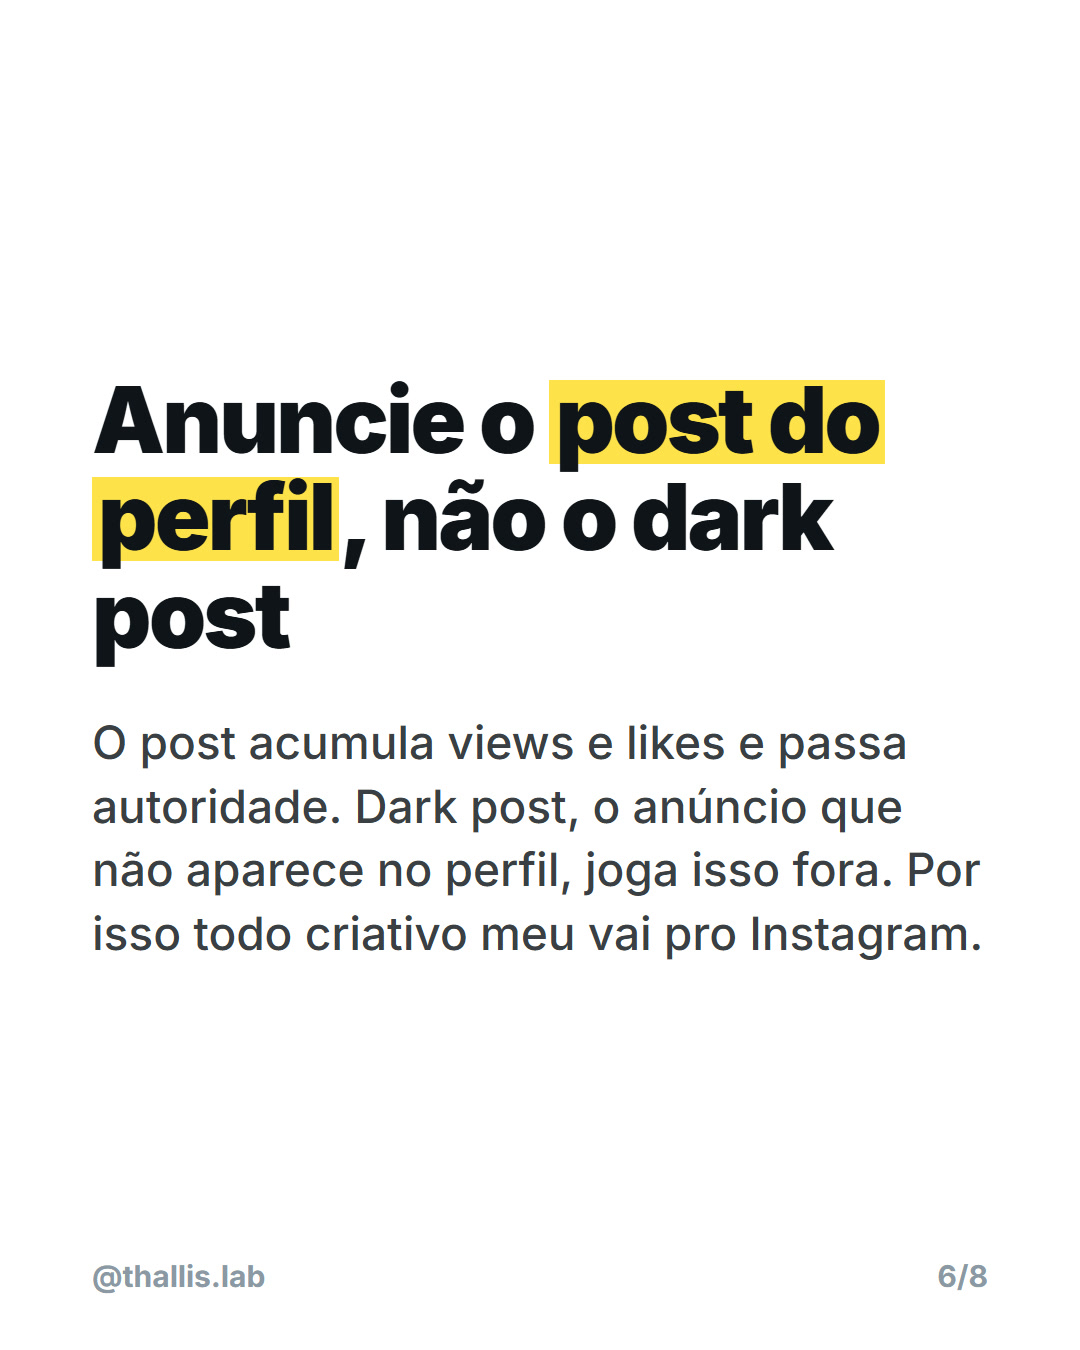 Anuncie o post do
perfil, não o dark
post
O post acumula views e likes e passa
autoridade. Dark post, o anúncio que
não aparece no perfil, joga isso fora. Por
isso todo criativo meu vai pro Instagram.
@thallis.lab
6/8